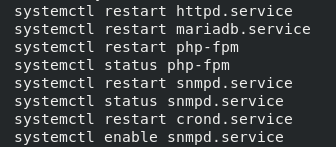 systemctl restart httpd.service
systemctl restart mariadb.service
systemctl restart php-fpm
systemctl status php-fpm
systemctl restart snmpd.service
systemctl status snmpd.service
systemctl restart crond.service
systemctl enable snmpd.service